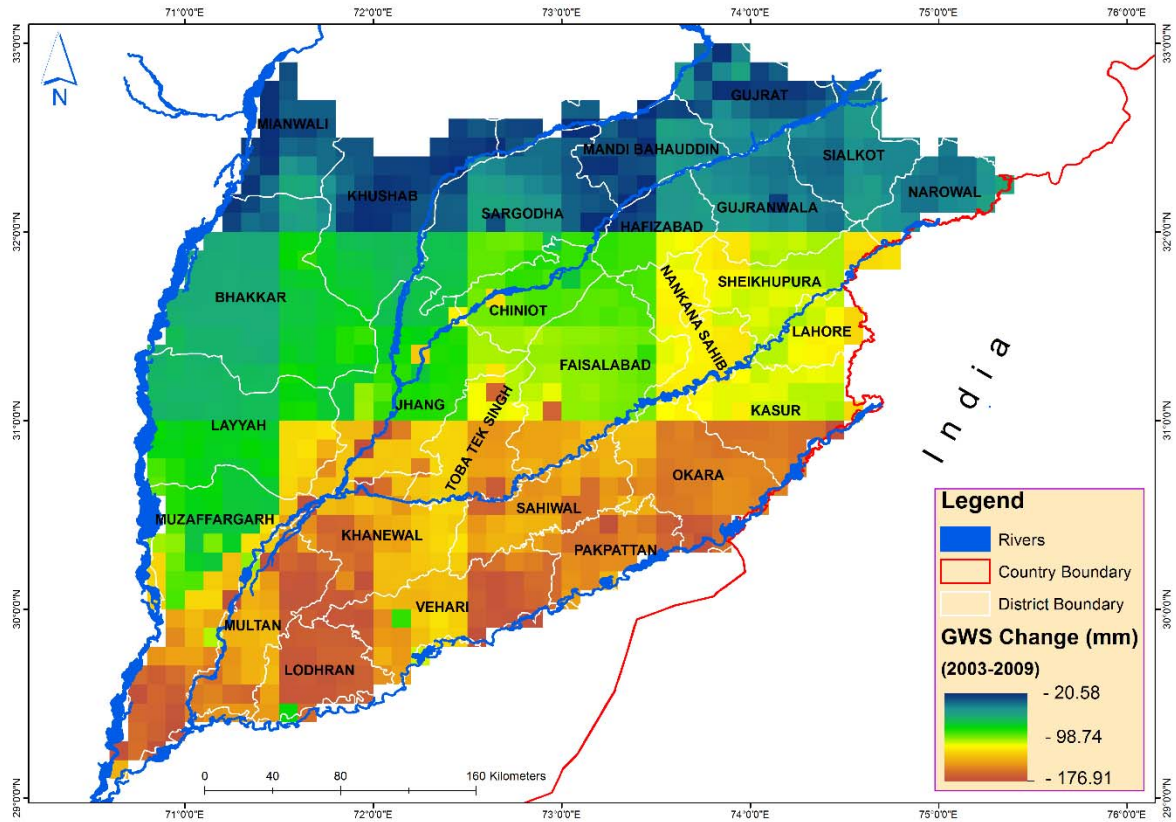 71°0'0"E 72°0'0"E 73°0'0"E 74°0'0"E 75°0'0"E 76°0'0"E
33°0'0"N 33°0'0"N
N
GUJRAT
MIANWALI
MANDI BAHAUDDIN
SIALKOT
KHUSHAB
NAROWAL
SARGODHA
GUJRANWALA
HAFIZABAD
32°0'0"N 32°0'0"N
BHAKKAR
NANKANA SAHIB
SHEIKHUPURA
CHINIOT
LAHORE
FAISALABAD
India
JHANG
KASUR
LAYYAH
31°0'0"N 31°0'0"N
TOBA TEK SINGH
OKARA
MUZAFFARGARH
SAHIWAL
KHANEWAL
PAKPATTAN
VEHARI
30°0'0"N 30°0'0"N
MULTAN
LODHRAN
Legend
Rivers
Country Boundary
District Boundary
GWS Change (mm)
(2003-2009)
- 20.58
- 98.74
- 176.91
0 40 80 160 Kilometers
29°0'0"N 29°0'0"N
71°0'0"E 72°0'0"E 73°0'0"E 74°0'0"E 75°0'0"E 76°0'0"E